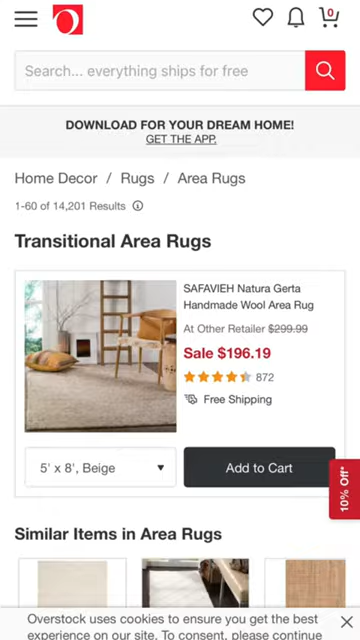 0
Search... everything ships for free
DOWNLOAD FOR YOUR DREAM HOME!
GET THE APP.
Home Decor / Rugs / Area Rugs
1-60 of 14,201 Results
Transitional Area Rugs
SAFAVIEH Natura Gerta
Handmade Wool Area Rug
At Other Retailer $299.99
Sale $196.19
872
Free Shipping
5' x 8', Beige
Add to Cart
10% Off*
Similar Items in Area Rugs
Overstock uses cookies to ensure you get the best
experience on our site. To consent, please continue